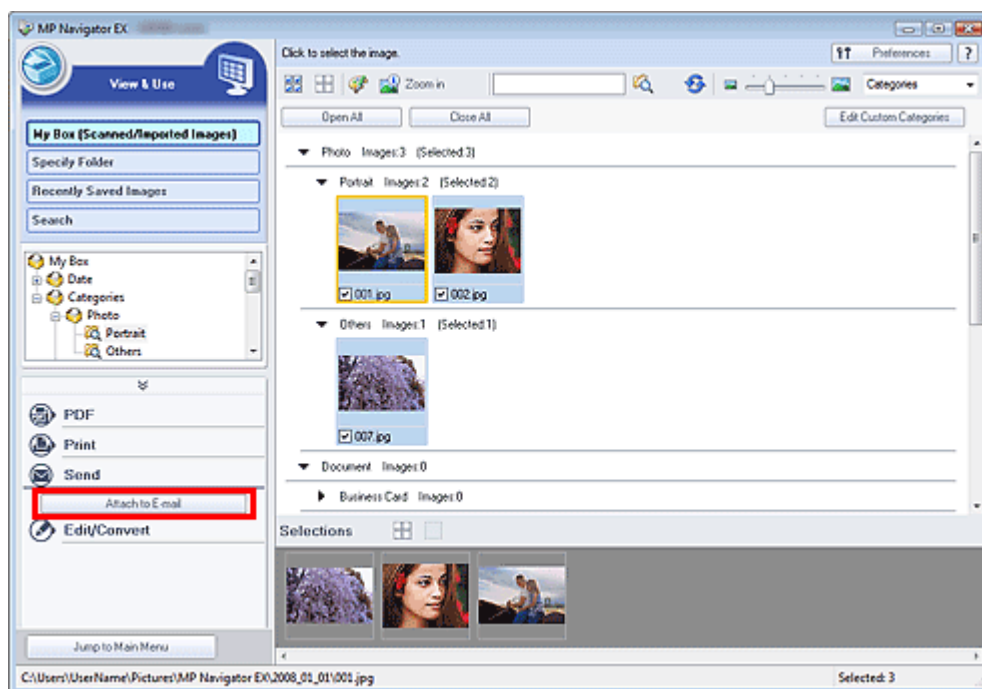 MP Navigator EX
Click to select the image.
Preferences
?
View & Use
Zoom in
Categories
Open All
Close All
Edit Custom Categories
My Box (Scanned/Imported Images)
Specify Folder
Recently Saved Images
Search
Photo Images:3 (Selected:3)
Portrait Images:2 (Selected:2)
001.jpg
002.jpg
My Box
Date
Categories
Photo
Portrait
Others
Others Images:1 (Selected:1)
007.jpg
PDF
Print
Send
Attach to E-mail
Edit/Convert
Document Images:0
Business Card Images:0
Selections
Jump to Main Menu
C:\Users\UserName\Pictures\MP Navigator EX\2008_01_01\001.jpg
Selected: 3